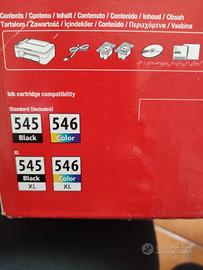 Contents / Contenu / Inhalt / Contenuto / Contenido / Inhoud / Obsah
Tartalom / Zawartość / İçindekiler / Conteúdo / Περιεχόμενα / Vsebina
Ink cartridge compatibility
Standard (Included)
545 546
Black Color
XL
545 546
Black Color
XL XL
subito